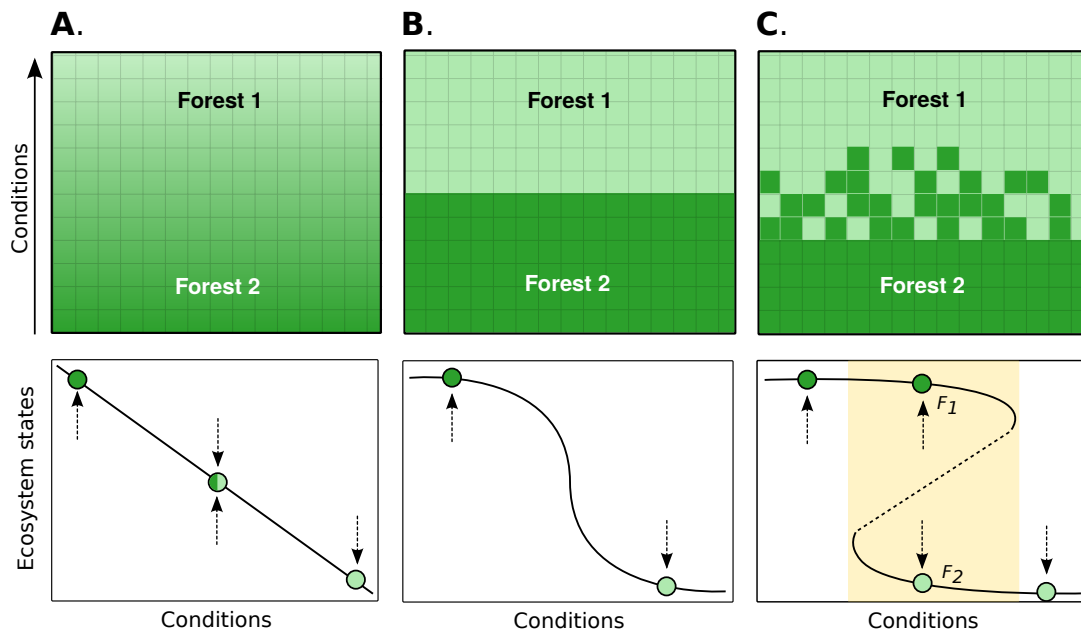 A.
B.
C.
Conditions
Forest 1
Forest 2
Forest 1
Forest 2
Forest 1
Forest 2
Ecosystem states
F1
F2
Conditions
Conditions
Conditions